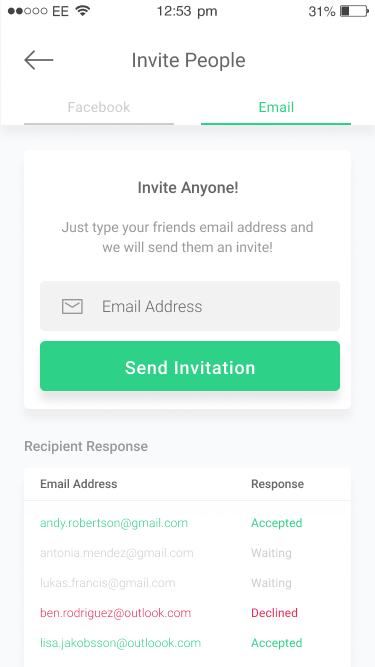 EE 12:53 pm 31%
Invite People
Facebook Email
Invite Anyone!
Just type your friends email address and
we will send them an invite!
Email Address
Send Invitation
Recipient Response
Email Address Response
andy.robertson@gmail.com Accepted
antonia.mendez@gmail.com Waiting
lukas.francis@gmail.com Waiting
ben.rodriguez@outlook.com Declined
lisa.jakobsson@outloook.com Accepted